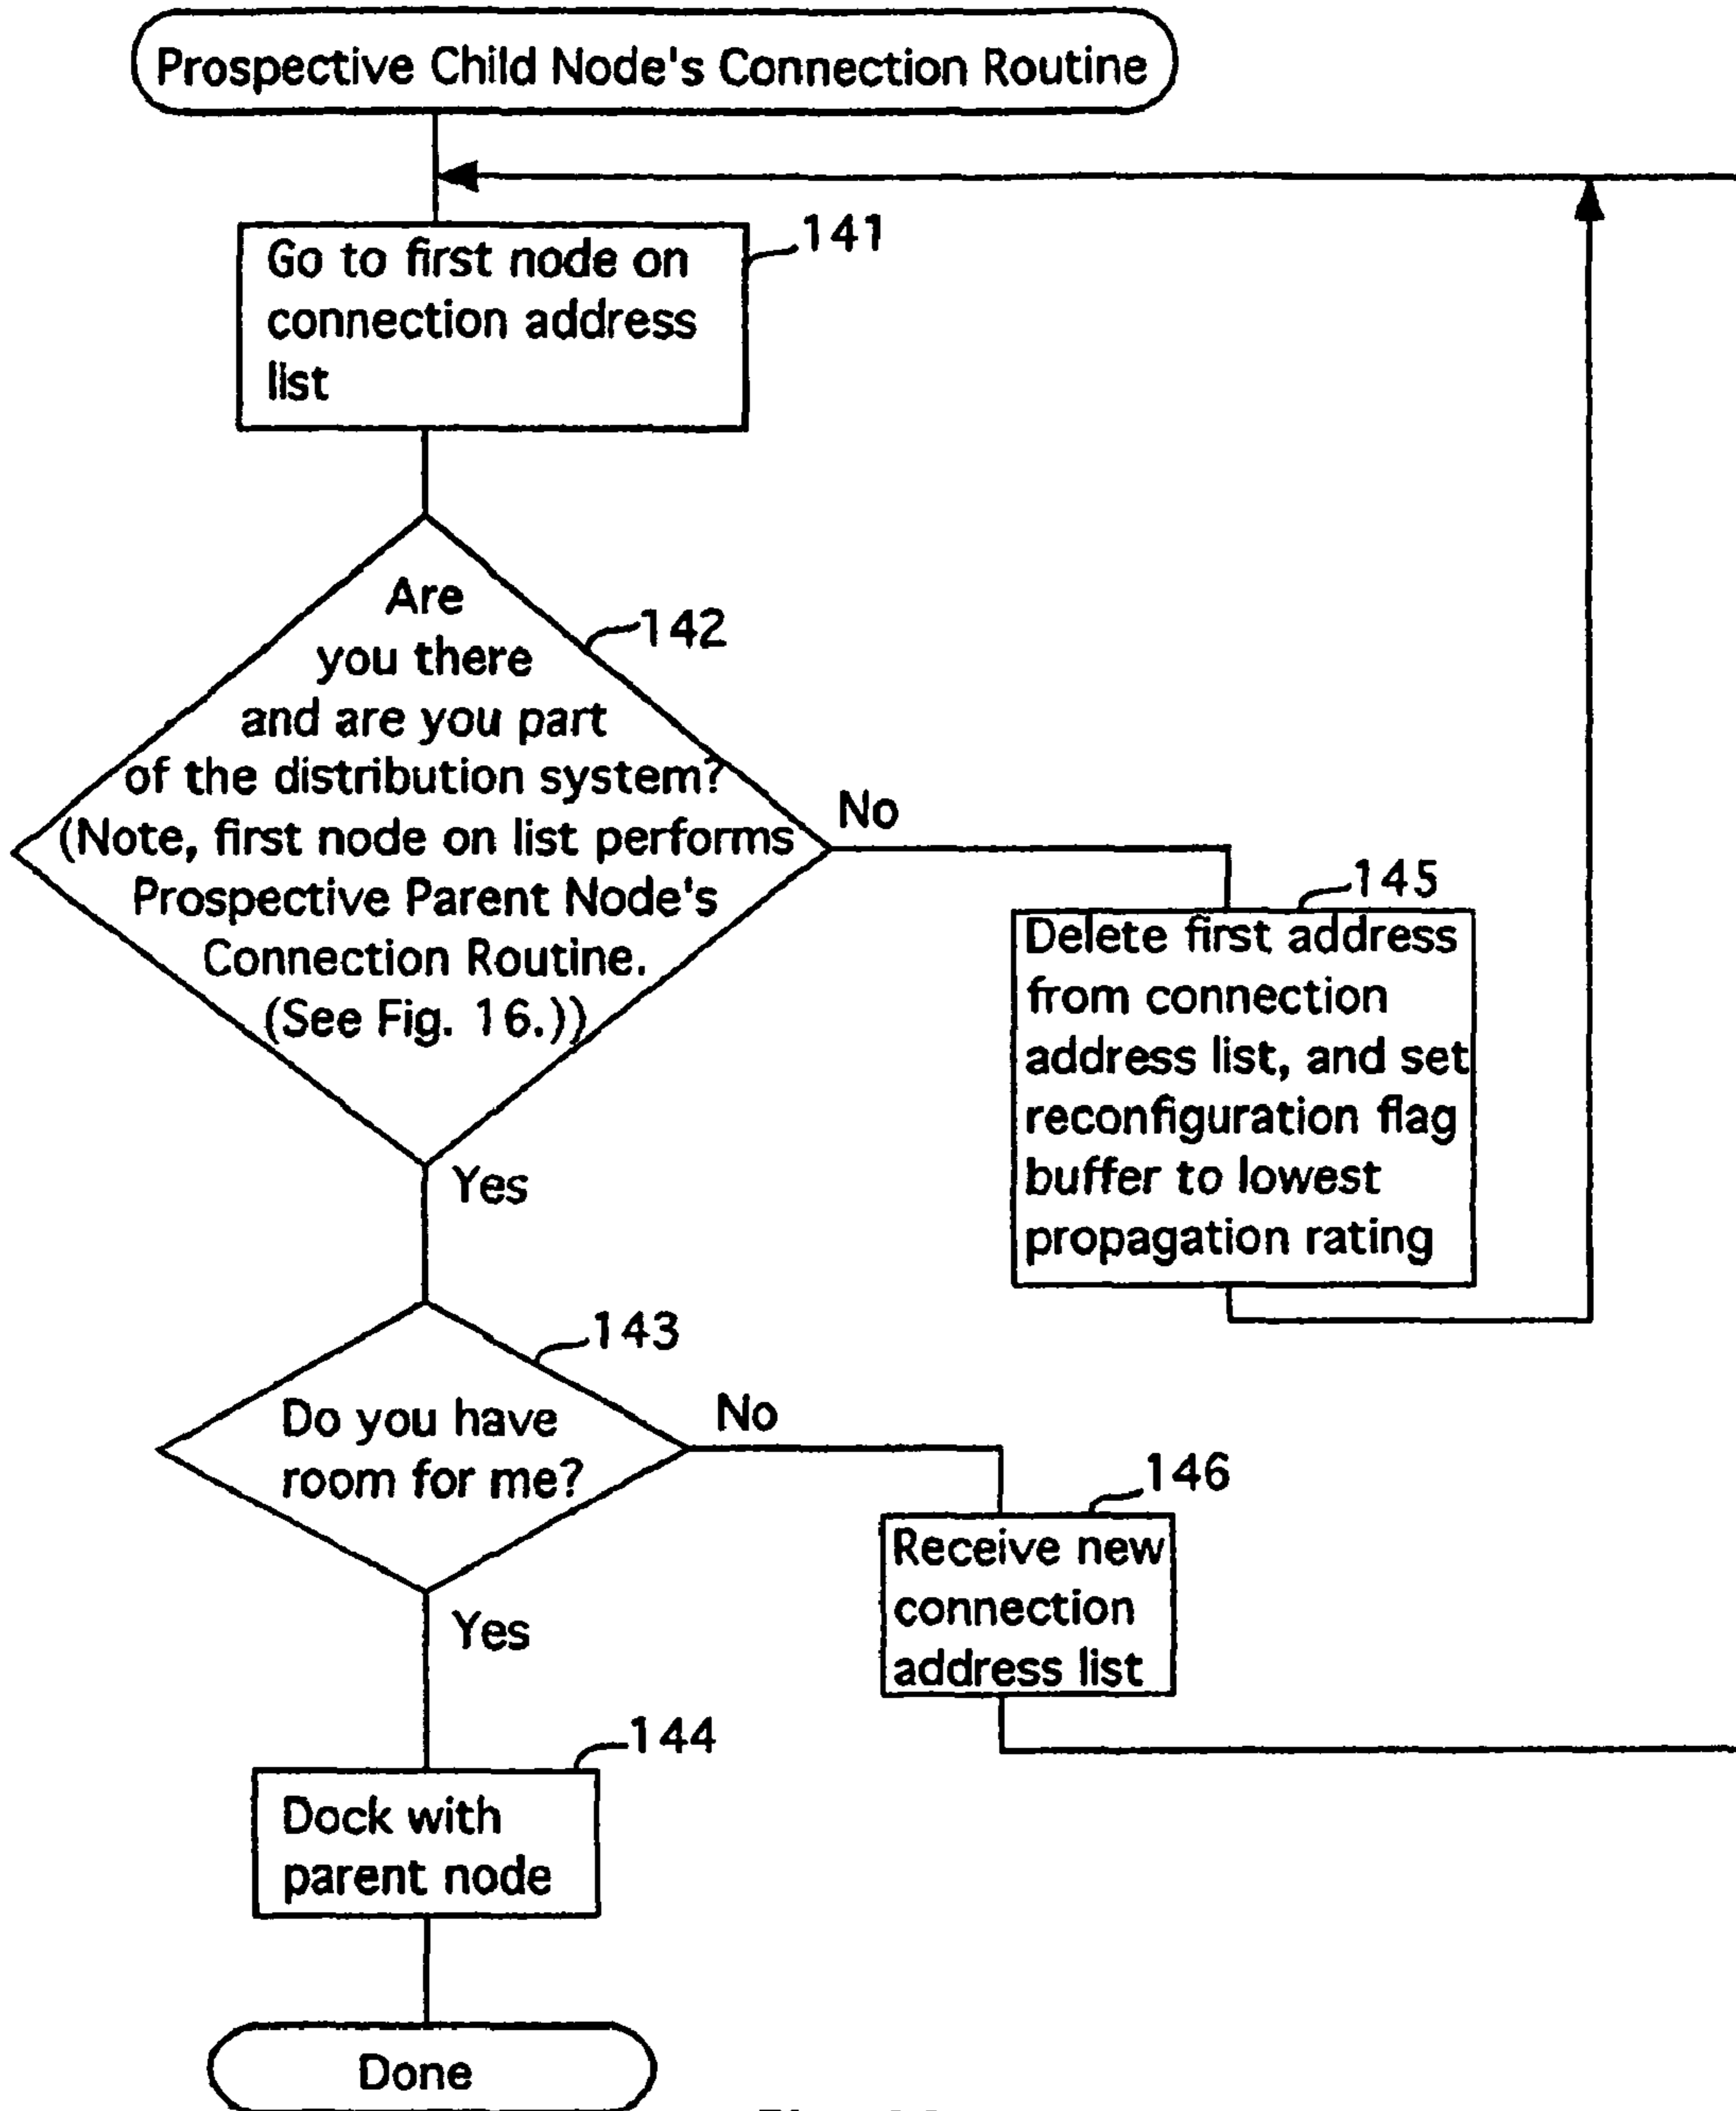 Prospective Child Node's Connection Routine
141
Go to first node on
connection address
list
142
Are
you there
and are you part
of the distribution system?
(Note, first node on list performs
Prospective Parent Node's
Connection Routine.
(See Fig. 16.))
No
145
Delete first address
from connection
address list, and set
reconfiguration flag
buffer to lowest
propagation rating
Yes
143
Do you have
room for me?
No
146
Receive new
connection
address list
Yes
144
Dock with
parent node
Done